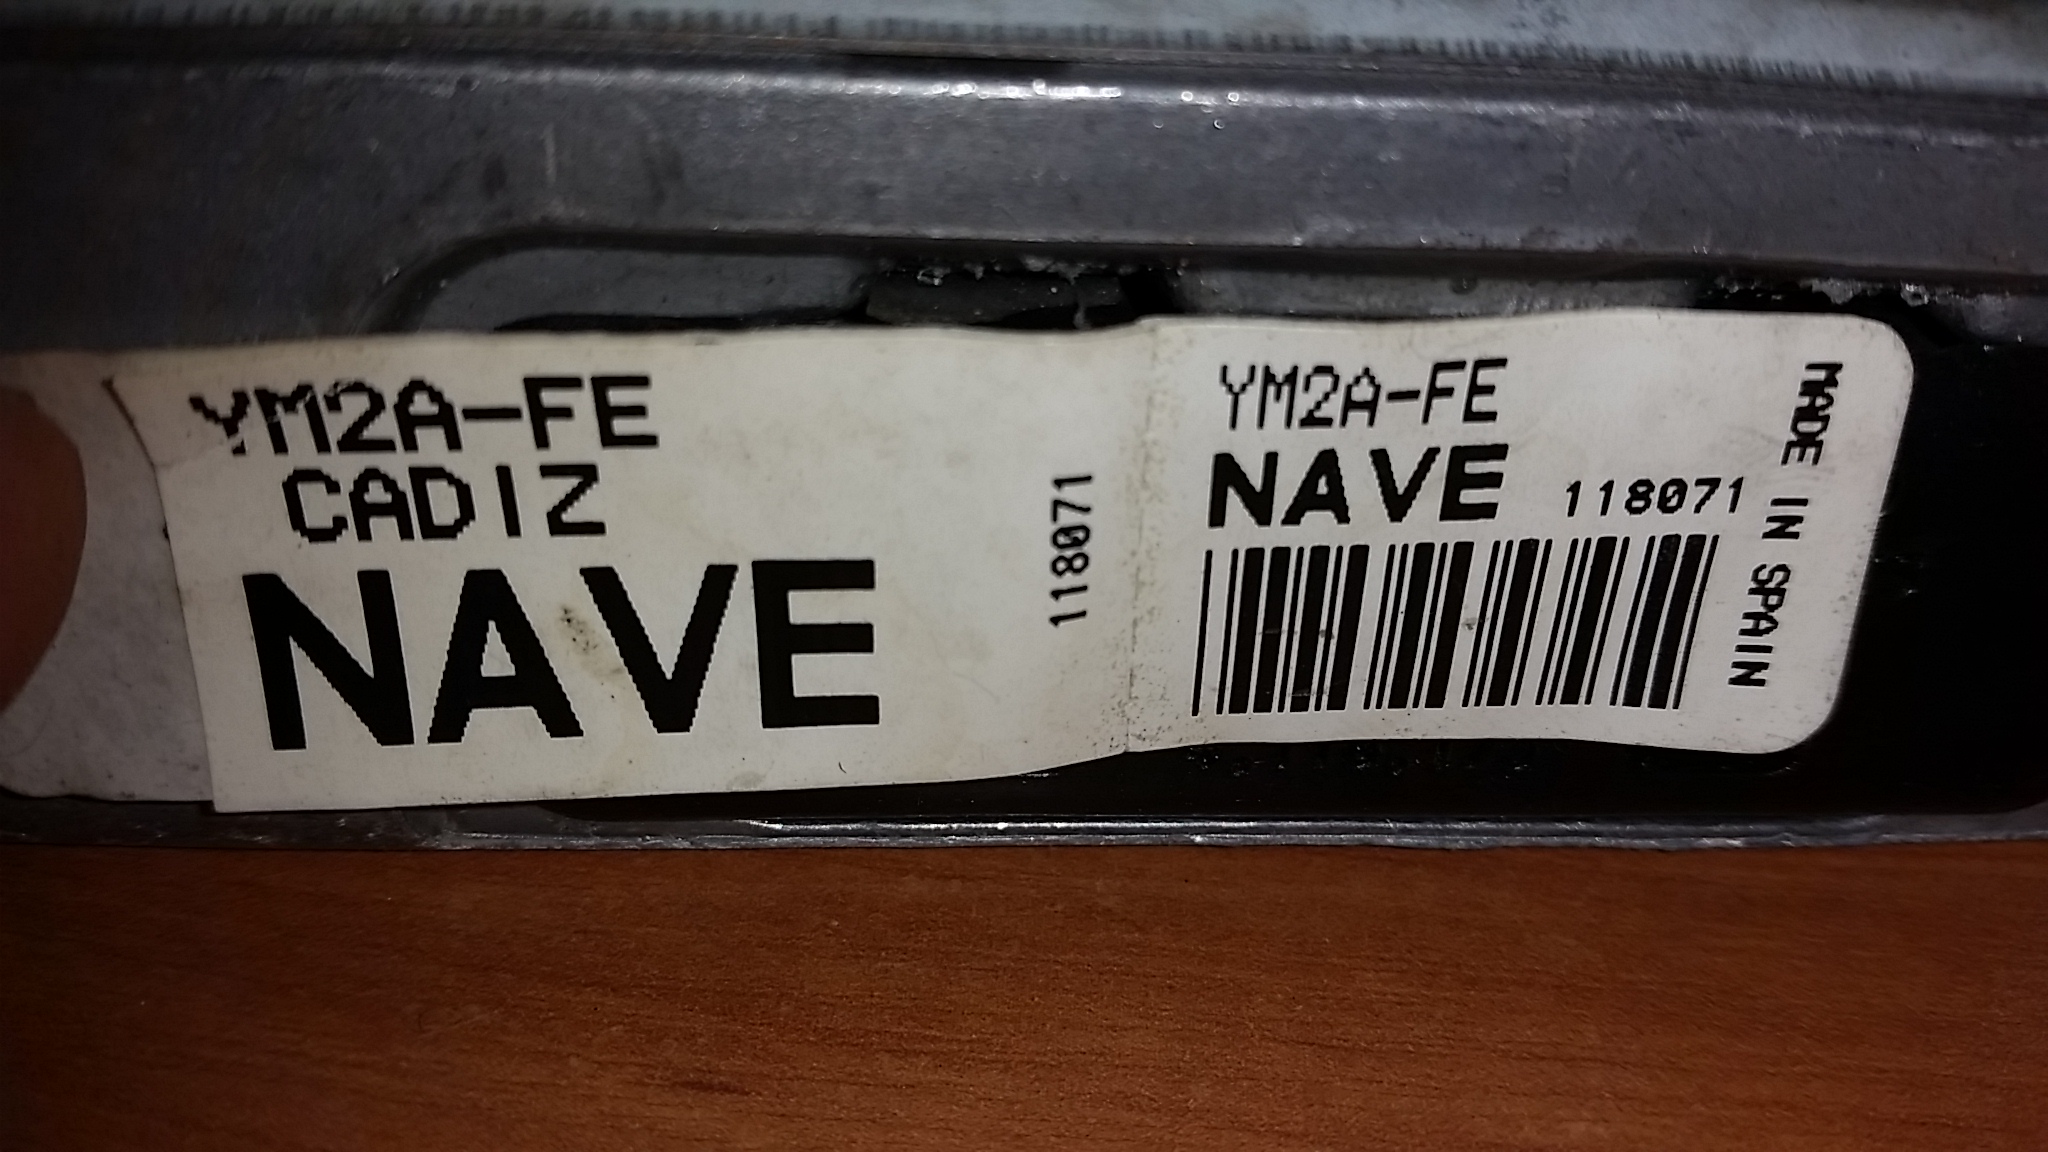 YM2A-FE
CADIZ
NAVE
118071
YM2A-FE
NAVE 118071
MADE IN SPAIN